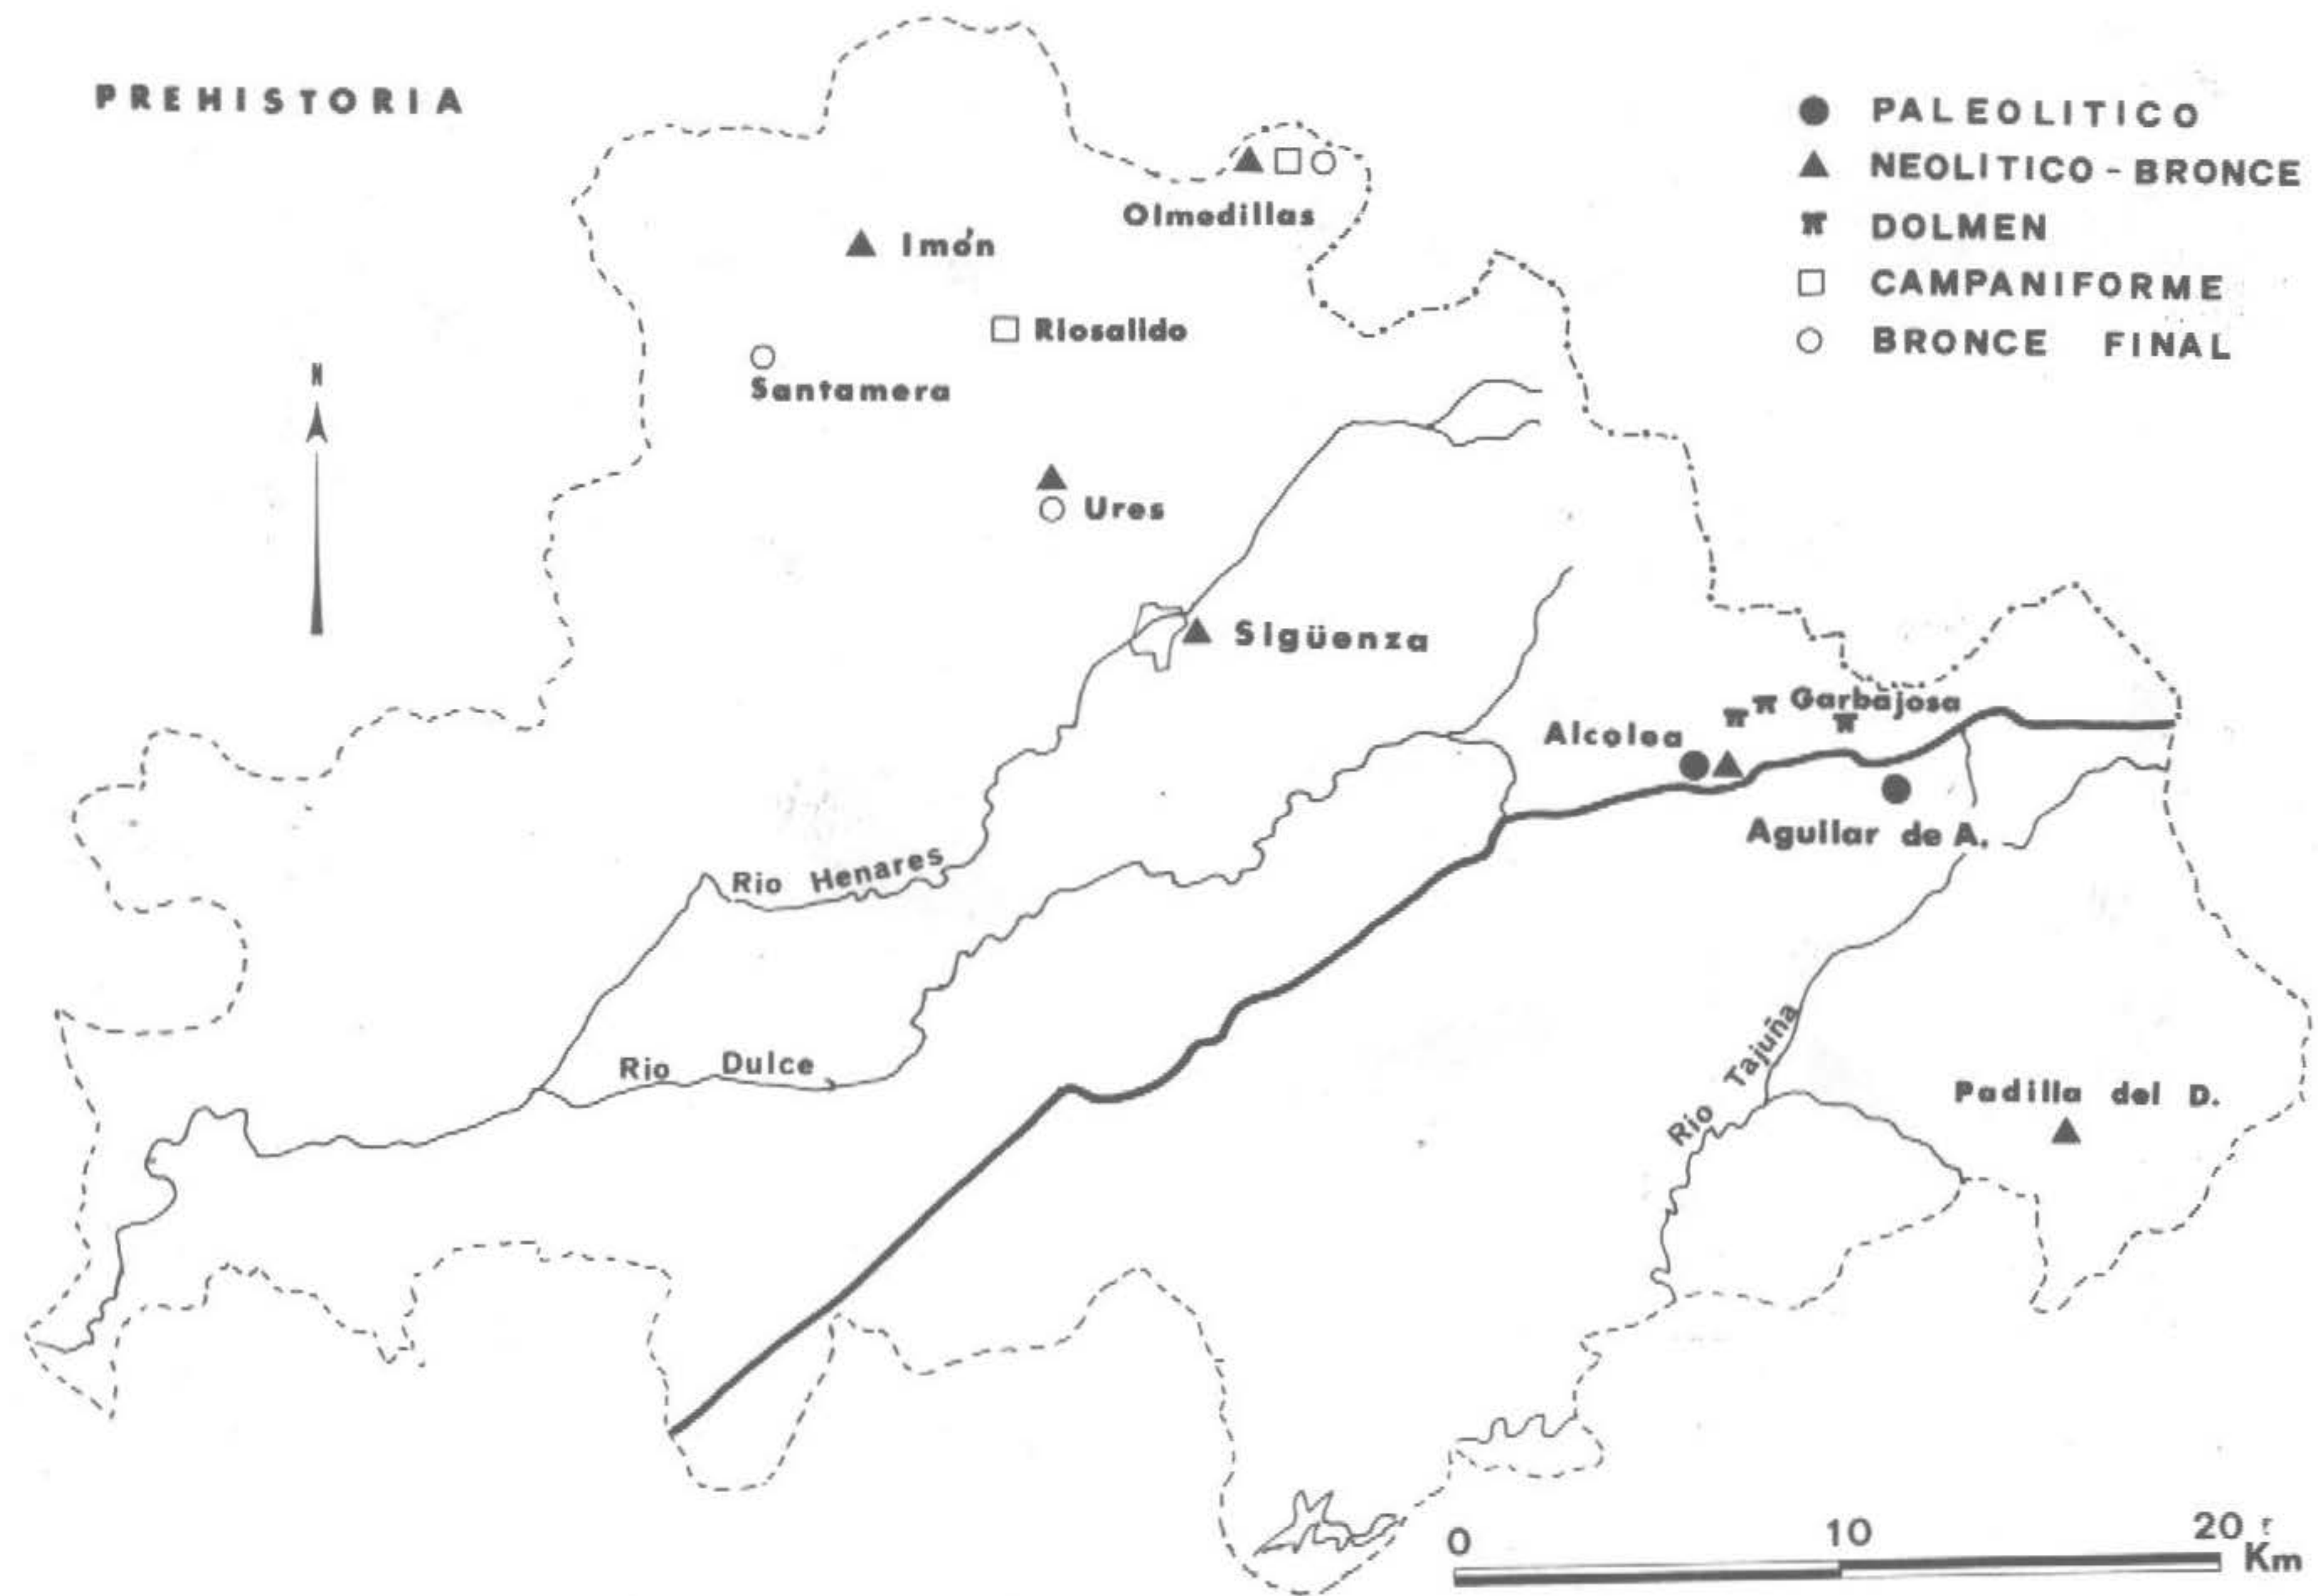 PREHISTORIA
PALEOLITICO
NEOLITICO-BRONCE
DOLMEN
CAMPANIFORME
BRONCE FINAL
Olmedillas
Imón
Riosalido
Santamera
N
Ures
Sigüenza
Garbajosa
Alcolea
Aguilar de A.
Rio Henares
Rio Dulce
Rio Tajuña
Padilla del D.
0 10 20
Km